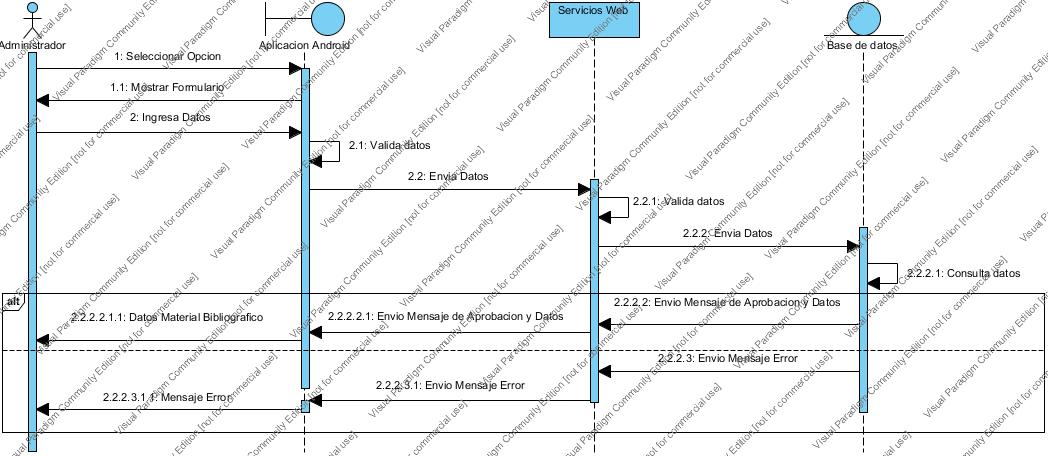 Administrador
Aplicacion Android
Servicios Web
Base de datos
1: Seleccionar Opcion
1.1: Mostrar Formulario
2: Ingresa Datos
2.1: Valida datos
2.2: Envia Datos
2.2.1: Valida datos
2.2.2: Envia Datos
2.2.2.1: Consulta datos
alt
2.2.2.2: Envio Mensaje de Aprobacion y Datos
2.2.2.2.1: Envio Mensaje de Aprobacion y Datos
2.2.2.2.1.1: Datos Material Bibliografico
2.2.2.3: Envio Mensaje Error
2.2.2.3.1: Envio Mensaje Error
2.2.2.3.1.1: Mensaje Error
Visual Paradigm Community Edition [not for commercial use]